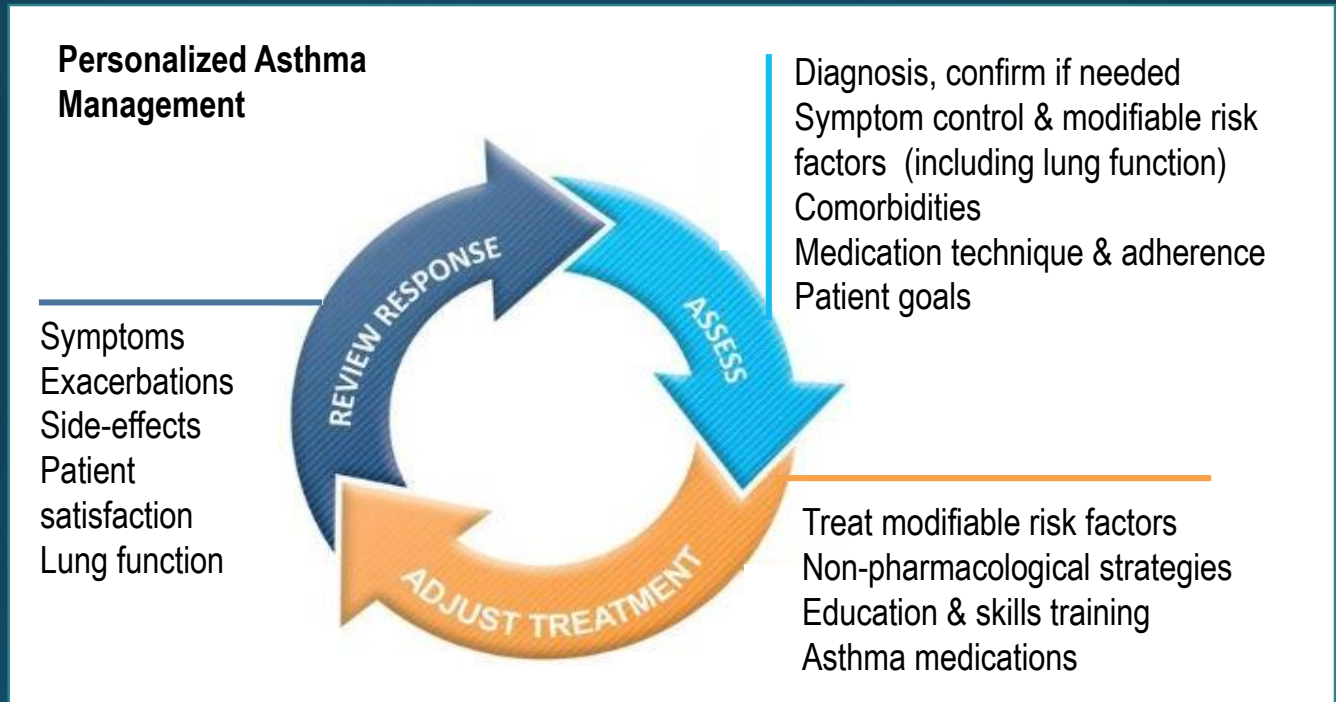 Personalized Asthma
Management
Diagnosis, confirm if needed
Symptom control & modifiable risk
factors (including lung function)
Comorbidities
Medication technique & adherence
Patient goals
REVIEW RESPONSE
ASSESS
ADJUST TREATMENT
Symptoms
Exacerbations
Side-effects
Patient
satisfaction
Lung function
Treat modifiable risk factors
Non-pharmacological strategies
Education & skills training
Asthma medications